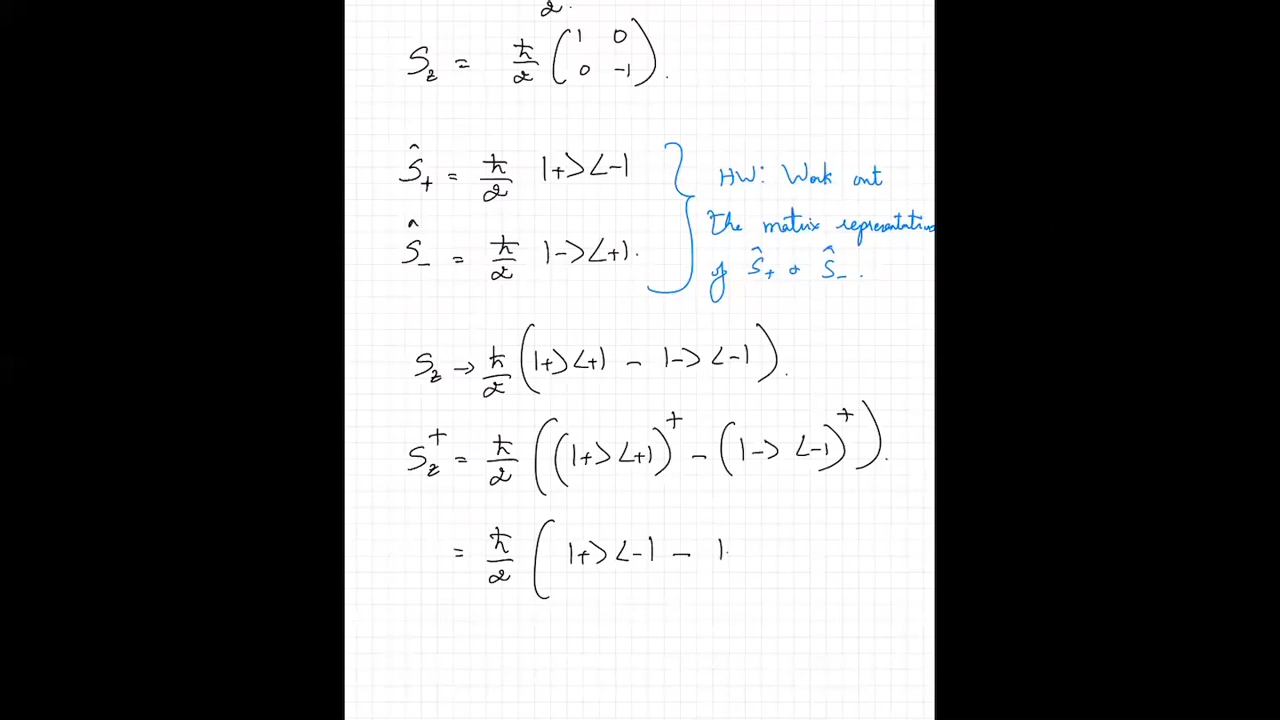 2.
S_z = ħ/2 (1 0
0 -1).
Ŝ_+ = ħ/2 |+><-|
Ŝ_- = ħ/2 |-><+|.
HW: Work out
the matrix representation
of Ŝ_+ & Ŝ_-.
S_z → ħ/2 (|+><+| - |-><-|).
S_z^+ = ħ/2 ((|+><+|)^+ - (|-><-|)^+).
= ħ/2 ( |+><-| - |